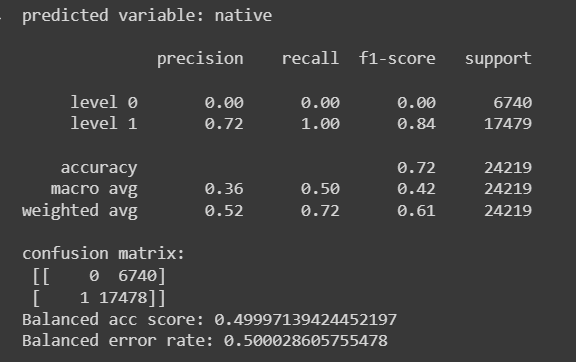 predicted variable: native
precision recall f1-score support
level 0 0.00 0.00 0.00 6740
level 1 0.72 1.00 0.84 17479
accuracy 0.72 24219
macro avg 0.36 0.50 0.42 24219
weighted avg 0.52 0.72 0.61 24219
confusion matrix:
[[ 0 6740]
[ 1 17478]]
Balanced acc score: 0.49997139424452197
Balanced error rate: 0.500028605755478